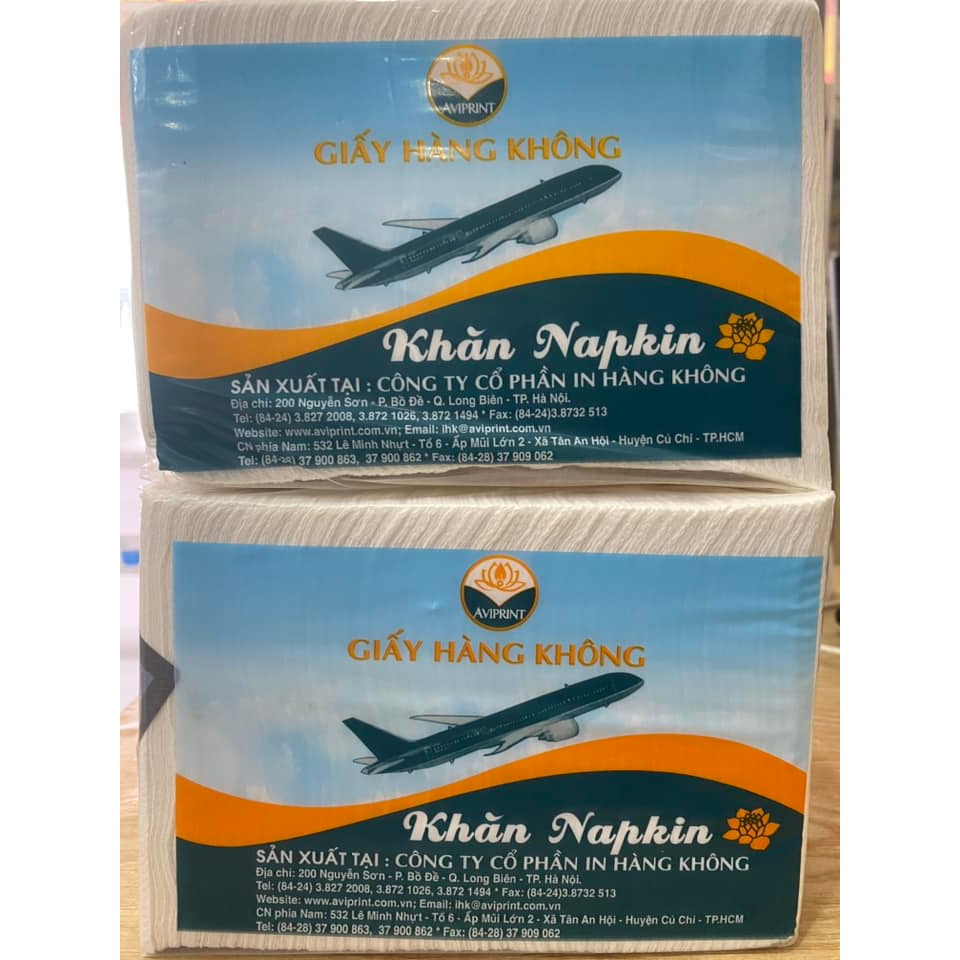 AVIPRINT
GIẤY HÀNG KHÔNG
Khăn Napkin
SẢN XUẤT TẠI : CÔNG TY CỔ PHẦN IN HÀNG KHÔNG
Địa chỉ: 200 Nguyễn Sơn - P. Bồ Đề - Q. Long Biên - TP. Hà Nội.
Tel: (84-24) 3.827 2008, 3.872 1026, 3.872 1494 * Fax: (84-24)3.8732 513
Website: www.aviprint.com.vn; Email: ihk@aviprint.com.vn
CN phía Nam: 532 Lê Minh Nhựt - Tổ 6 - Ấp Mũi Lớn 2 - Xã Tân An Hội - Huyện Củ Chi - TP.HCM
Tel: (84-28) 37 900 863, 37 900 862 * Fax: (84-28) 37 909 062
AVIPRINT
GIẤY HÀNG KHÔNG
Khăn Napkin
SẢN XUẤT TẠI : CÔNG TY CỔ PHẦN IN HÀNG KHÔNG
Địa chỉ: 200 Nguyễn Sơn - P. Bồ Đề - Q. Long Biên - TP. Hà Nội.
Tel: (84-24) 3.827 2008, 3.872 1026, 3.872 1494 * Fax: (84-24)3.8732 513
Website: www.aviprint.com.vn; Email: ihk@aviprint.com.vn
CN phía Nam: 532 Lê Minh Nhựt - Tổ 6 - Ấp Mũi Lớn 2 - Xã Tân An Hội - Huyện Củ Chi - TP.HCM
Tel: (84-28) 37 900 863, 37 900 862 * Fax: (84-28) 37 909 062